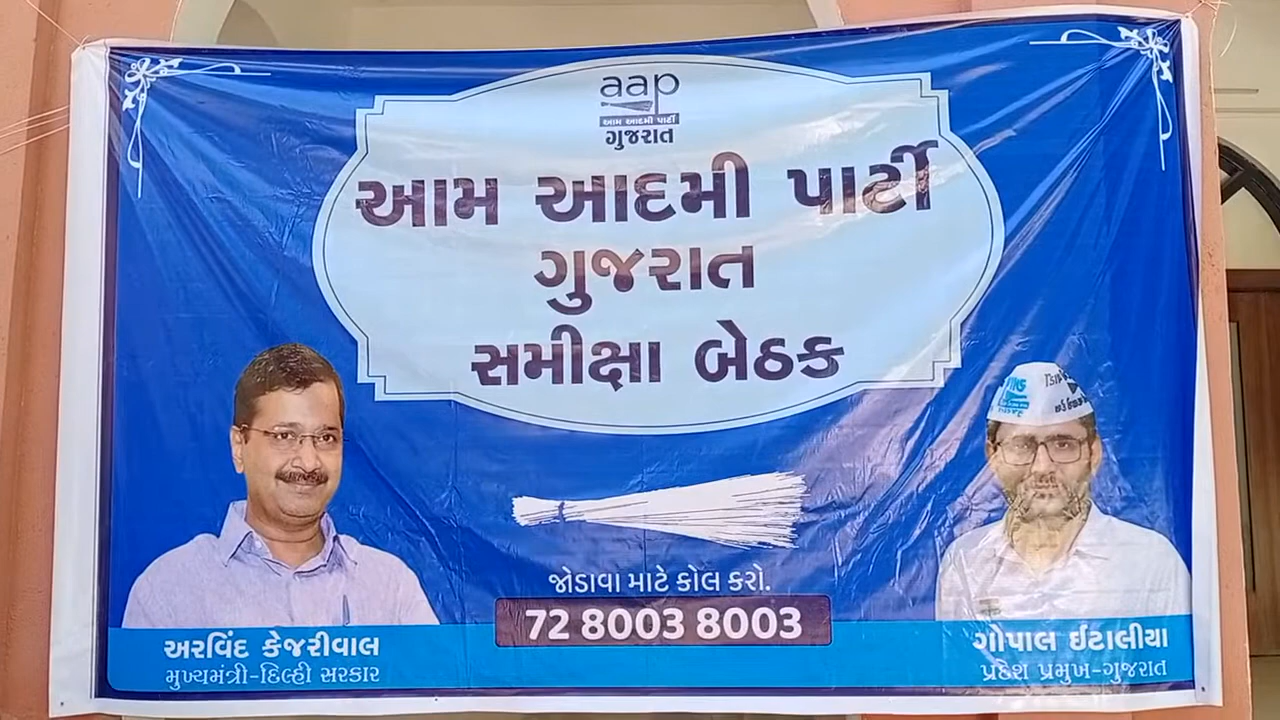 aap
આમ આદમી પાર્ટી
ગુજરાત
આમ આદમી પાર્ટી
ગુજરાત
સમીક્ષા બેઠક
જોડાવા માટે કોલ કરો.
72 8003 8003
અરવિંદ કેજરીવાલ
મુખ્યમંત્રી-દિલ્હી સરકાર
ગોપાલ ઈટાલીયા
પ્રદેશ પ્રમુખ-ગુજરાત